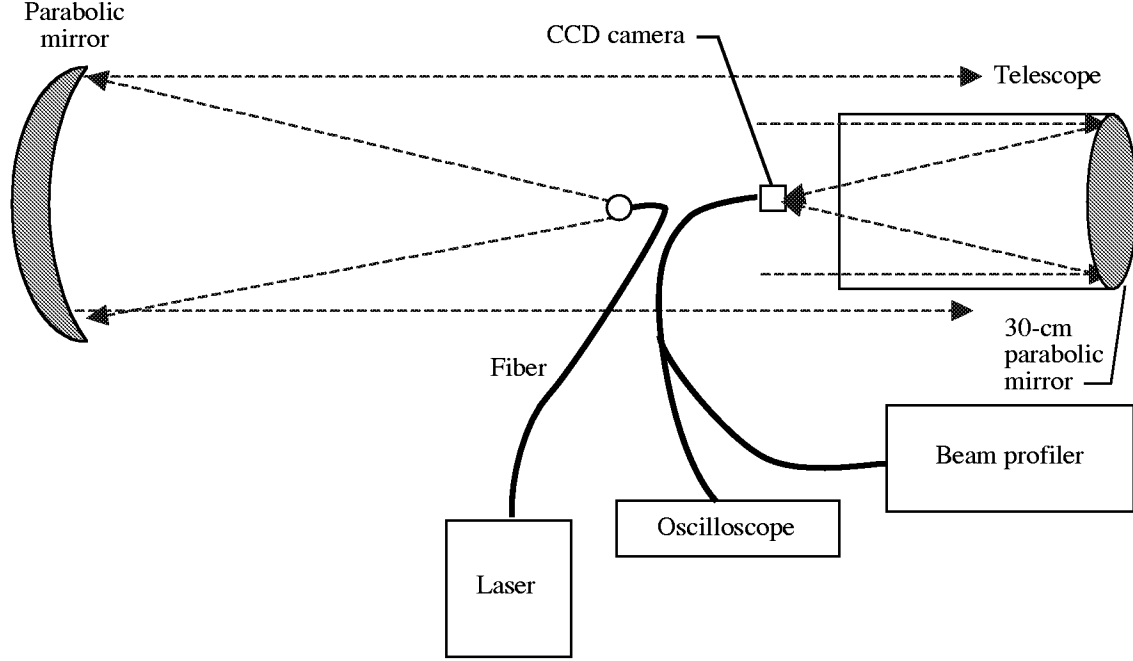 Parabolic
mirror
CCD camera
Telescope
30-cm
parabolic
mirror
Fiber
Beam profiler
Oscilloscope
Laser